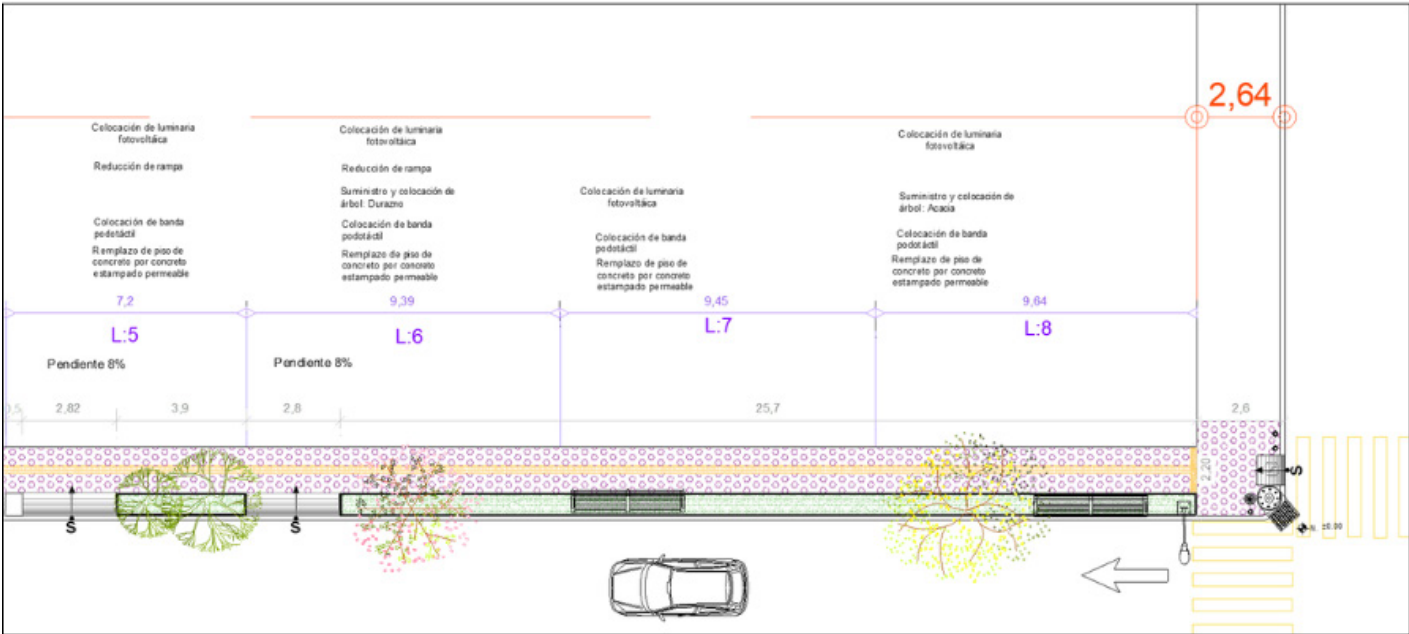 2,64
Colocación de luminaria
fotovoltáica
Reducción de rampa
Colocación de banda
podotáctil
Remplazo de piso de
concreto por concreto
estampado permeable
Colocación de luminaria
fotovoltáica
Reducción de rampa
Suministro y colocación de
árbol: Durazno
Colocación de banda
podotáctil
Remplazo de piso de
concreto por concreto
estampado permeable
Colocación de luminaria
fotovoltáica
Colocación de banda
podotáctil
Remplazo de piso de
concreto por concreto
estampado permeable
Colocación de luminaria
fotovoltáica
Suministro y colocación de
árbol: Acacia
Colocación de banda
podotáctil
Remplazo de piso de
concreto por concreto
estampado permeable
7,2
9,39
9,45
9,64
L:5
L:6
L:7
L:8
Pendiente 8%
Pendiente 8%
2,82
3,9
2,8
25,7
2,6
2,20
S
S
S
±0.00